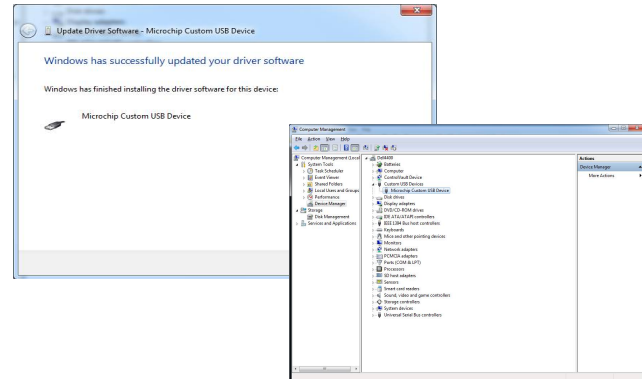 Update Driver Software - Microchip Custom USB Device
Windows has successfully updated your driver software
Windows has finished installing the driver software for this device:
Microchip Custom USB Device
Computer Management
File Action View Help
Computer Management (Local
System Tools
Task Scheduler
Event Viewer
Shared Folders
Local Users and Groups
Performance
Device Manager
Storage
Disk Management
Services and Applications
Batteries
Computer
ControlVault Device
Custom USB Devices
Microchip Custom USB Device
Disk drives
Display adapters
DVD/CD-ROM drives
IDE ATA/ATAPI controllers
IEEE 1394 Bus host controllers
Keyboards
Mice and other pointing devices
Monitors
Network adapters
PCMCIA adapters
Ports (COM & LPT)
Processors
SD host adapters
Sensors
Smart card readers
Sound, video and game controllers
Storage controllers
System devices
Universal Serial Bus controllers
Actions
Device Manager
More Actions